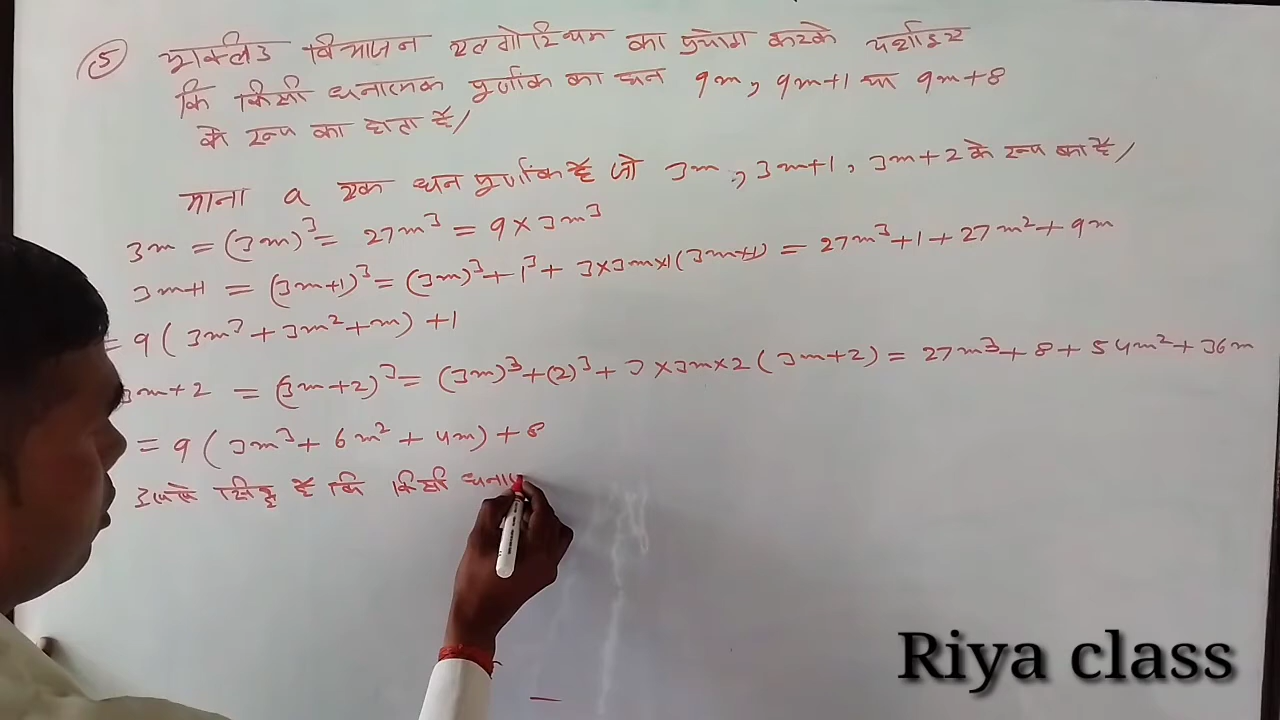 ⑤ यूक्लिड विभाजन एलगोरिथम का प्रयोग करके दर्शाइए
कि किसी धनात्मक पूर्णांक का घन 9m, 9m+1 या 9m+8
के रूप का होता है/
माना a एक धन पूर्णांक है जो 3m, 3m+1, 3m+2 के रूप का है/
3m = (3m)³ = 27m³ = 9×3m³
3m+1 = (3m+1)³ = (3m)³+1³+ 3×3m×1(3m+1) = 27m³+1+27m²+9m
= 9(3m³+3m²+m)+1
3m+2 = (3m+2)³ = (3m)³+(2)³+ 3×3m×2(3m+2) = 27m³+8+54m²+36m
= 9(3m³+6m²+4m)+8
इससे सिद्ध है कि किसी धनात
Riya class